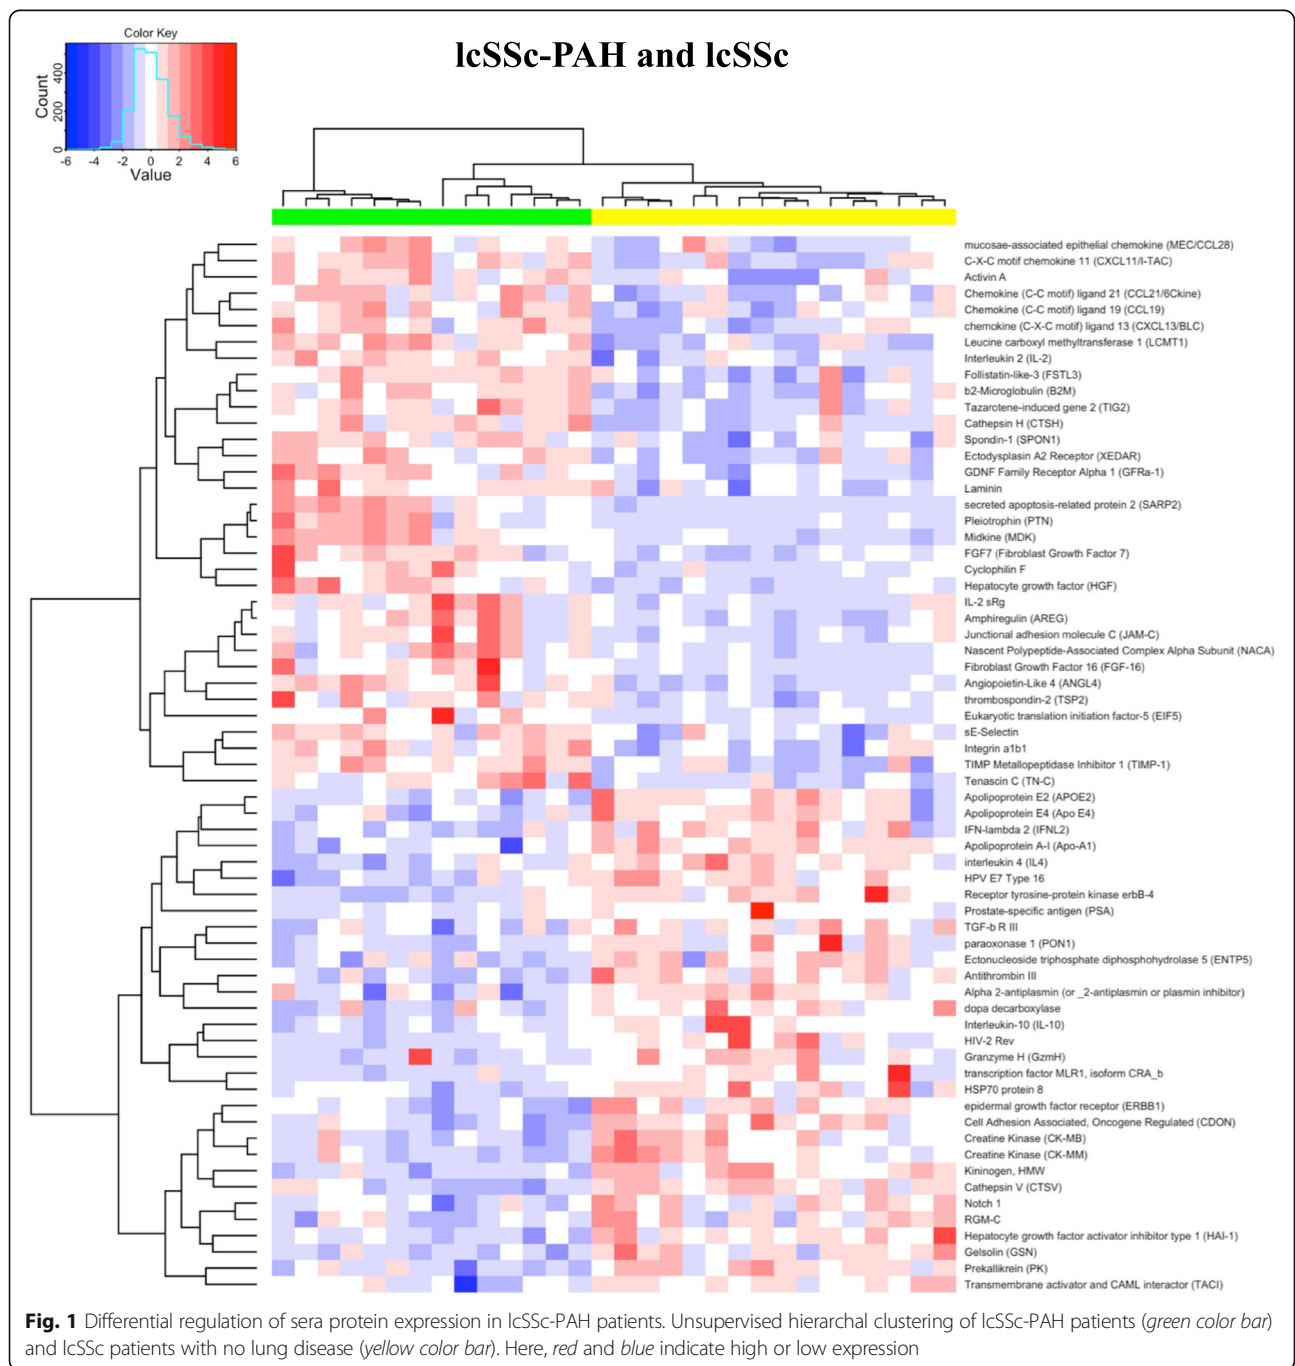 lcSSc-PAH and lcSSc
Color Key
Count
0 200 400
-6 -4 -2 0 2 4 6
Value
mucosae-associated epithelial chemokine (MEC/CCL28)
C-X-C motif chemokine 11 (CXCL11/I-TAC)
Activin A
Chemokine (C-C motif) ligand 21 (CCL21/6Ckine)
Chemokine (C-C motif) ligand 19 (CCL19)
chemokine (C-X-C motif) ligand 13 (CXCL13/BLC)
Leucine carboxyl methyltransferase 1 (LCMT1)
Interleukin 2 (IL-2)
Follistatin-like-3 (FSTL3)
b2-Microglobulin (B2M)
Tazarotene-induced gene 2 (TIG2)
Cathepsin H (CTSH)
Spondin-1 (SPON1)
Ectodysplasin A2 Receptor (XEDAR)
GDNF Family Receptor Alpha 1 (GFRa-1)
Laminin
secreted apoptosis-related protein 2 (SARP2)
Pleiotrophin (PTN)
Midkine (MDK)
FGF7 (Fibroblast Growth Factor 7)
Cyclophilin F
Hepatocyte growth factor (HGF)
IL-2 sRg
Amphiregulin (AREG)
Junctional adhesion molecule C (JAM-C)
Nascent Polypeptide-Associated Complex Alpha Subunit (NACA)
Fibroblast Growth Factor 16 (FGF-16)
Angiopoietin-Like 4 (ANGL4)
thrombospondin-2 (TSP2)
Eukaryotic translation initiation factor-5 (EIF5)
sE-Selectin
Integrin a1b1
TIMP Metallopeptidase Inhibitor 1 (TIMP-1)
Tenascin C (TN-C)
Apolipoprotein E2 (APOE2)
Apolipoprotein E4 (Apo E4)
IFN-lambda 2 (IFNL2)
Apolipoprotein A-I (Apo-A1)
interleukin 4 (IL4)
HPV E7 Type 16
Receptor tyrosine-protein kinase erbB-4
Prostate-specific antigen (PSA)
TGF-b R III
paraoxonase 1 (PON1)
Ectonucleoside triphosphate diphosphohydrolase 5 (ENTP5)
Antithrombin III
Alpha 2-antiplasmin (or _2-antiplasmin or plasmin inhibitor)
dopa decarboxylase
Interleukin-10 (IL-10)
HIV-2 Rev
Granzyme H (GzmH)
transcription factor MLR1, isoform CRA_b
HSP70 protein 8
epidermal growth factor receptor (ERBB1)
Cell Adhesion Associated, Oncogene Regulated (CDON)
Creatine Kinase (CK-MB)
Creatine Kinase (CK-MM)
Kininogen, HMW
Cathepsin V (CTSV)
Notch 1
RGM-C
Hepatocyte growth factor activator inhibitor type 1 (HAI-1)
Gelsolin (GSN)
Prekallikrein (PK)
Transmembrane activator and CAML interactor (TACI)
Fig. 1 Differential regulation of sera protein expression in lcSSc-PAH patients. Unsupervised hierarchal clustering of lcSSc-PAH patients (green color bar)
and lcSSc patients with no lung disease (yellow color bar). Here, red and blue indicate high or low expression